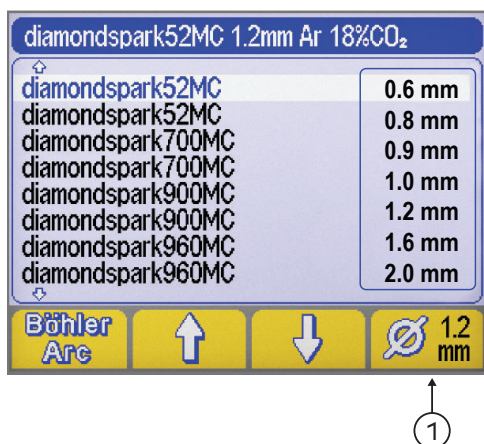 diamondspark52MC 1.2mm Ar 18%CO₂
diamondspark52MC
diamondspark52MC
diamondspark700MC
diamondspark700MC
diamondspark900MC
diamondspark900MC
diamondspark960MC
diamondspark960MC
0.6 mm
0.8 mm
0.9 mm
1.0 mm
1.2 mm
1.6 mm
2.0 mm
Böhler
Arc
1.2
mm
1